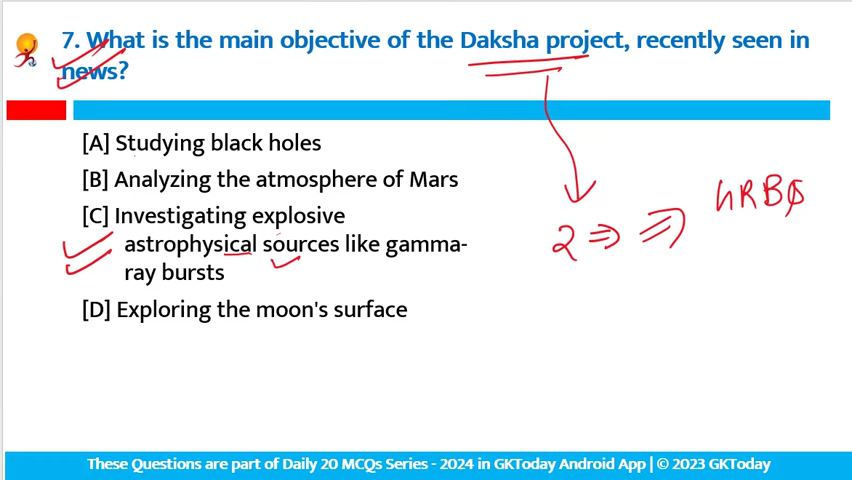 7. What is the main objective of the Daksha project, recently seen in
news?
[A] Studying black holes
[B] Analyzing the atmosphere of Mars
[C] Investigating explosive
astrophysical sources like gamma-
ray bursts
[D] Exploring the moon's surface
2 ⇒ ⇒ GRBs
These Questions are part of Daily 20 MCQs Series - 2024 in GKToday Android App | © 2023 GKToday